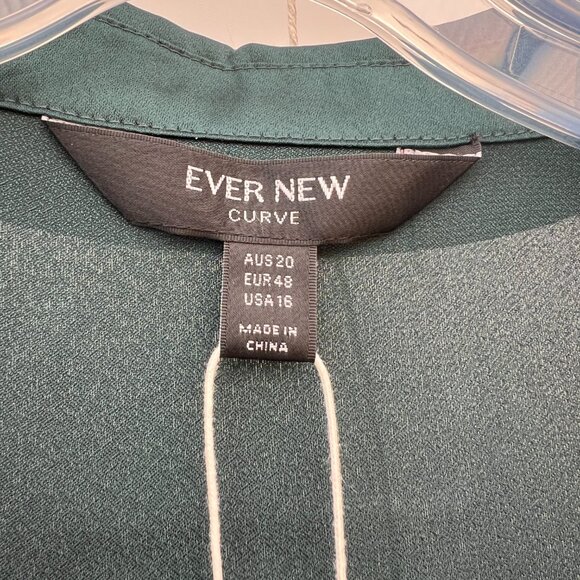 EVER NEW
CURVE
AUS 20
EUR 48
USA 16
MADE IN
CHINA